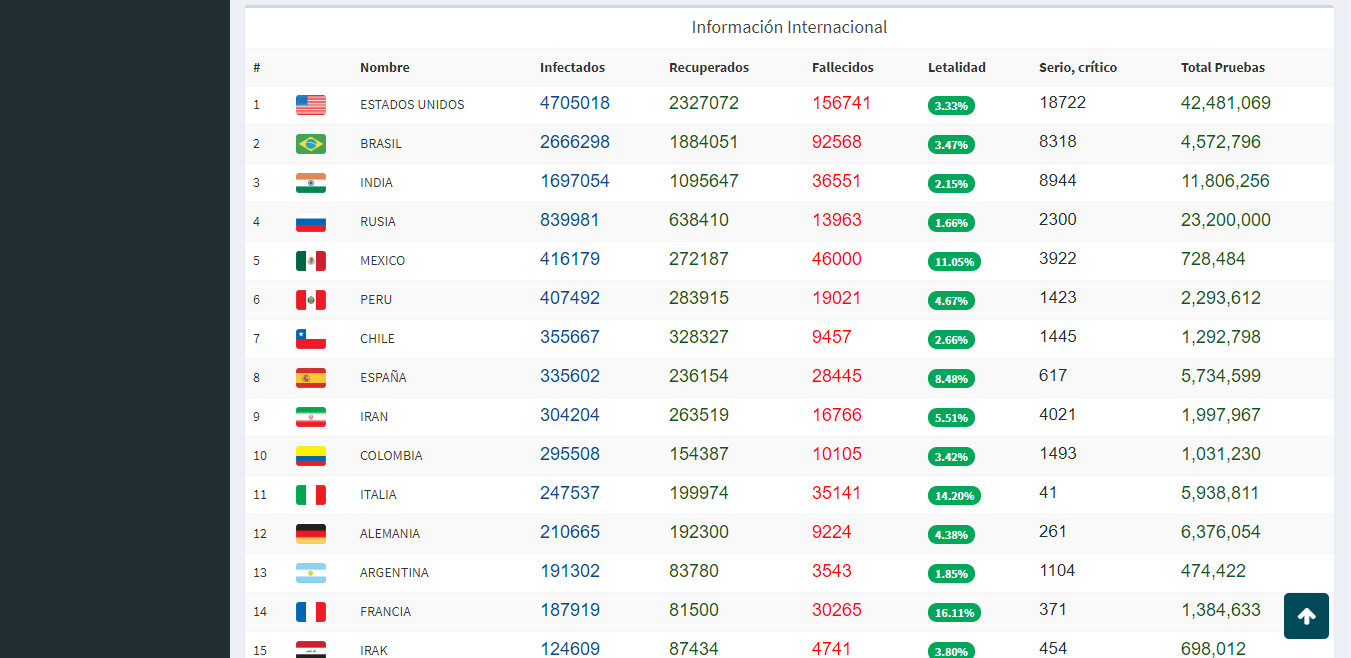 Información Internacional
# Nombre Infectados Recuperados Fallecidos Letalidad Serio, crítico Total Pruebas
1 ESTADOS UNIDOS 4705018 2327072 156741 3.33% 18722 42,481,069
2 BRASIL 2666298 1884051 92568 3.47% 8318 4,572,796
3 INDIA 1697054 1095647 36551 2.15% 8944 11,806,256
4 RUSIA 839981 638410 13963 1.66% 2300 23,200,000
5 MEXICO 416179 272187 46000 11.05% 3922 728,484
6 PERU 407492 283915 19021 4.67% 1423 2,293,612
7 CHILE 355667 328327 9457 2.66% 1445 1,292,798
8 ESPAÑA 335602 236154 28445 8.48% 617 5,734,599
9 IRAN 304204 263519 16766 5.51% 4021 1,997,967
10 COLOMBIA 295508 154387 10105 3.42% 1493 1,031,230
11 ITALIA 247537 199974 35141 14.20% 41 5,938,811
12 ALEMANIA 210665 192300 9224 4.38% 261 6,376,054
13 ARGENTINA 191302 83780 3543 1.85% 1104 474,422
14 FRANCIA 187919 81500 30265 16.11% 371 1,384,633
15 IRAK 124609 87434 4741 3.80% 454 698,012